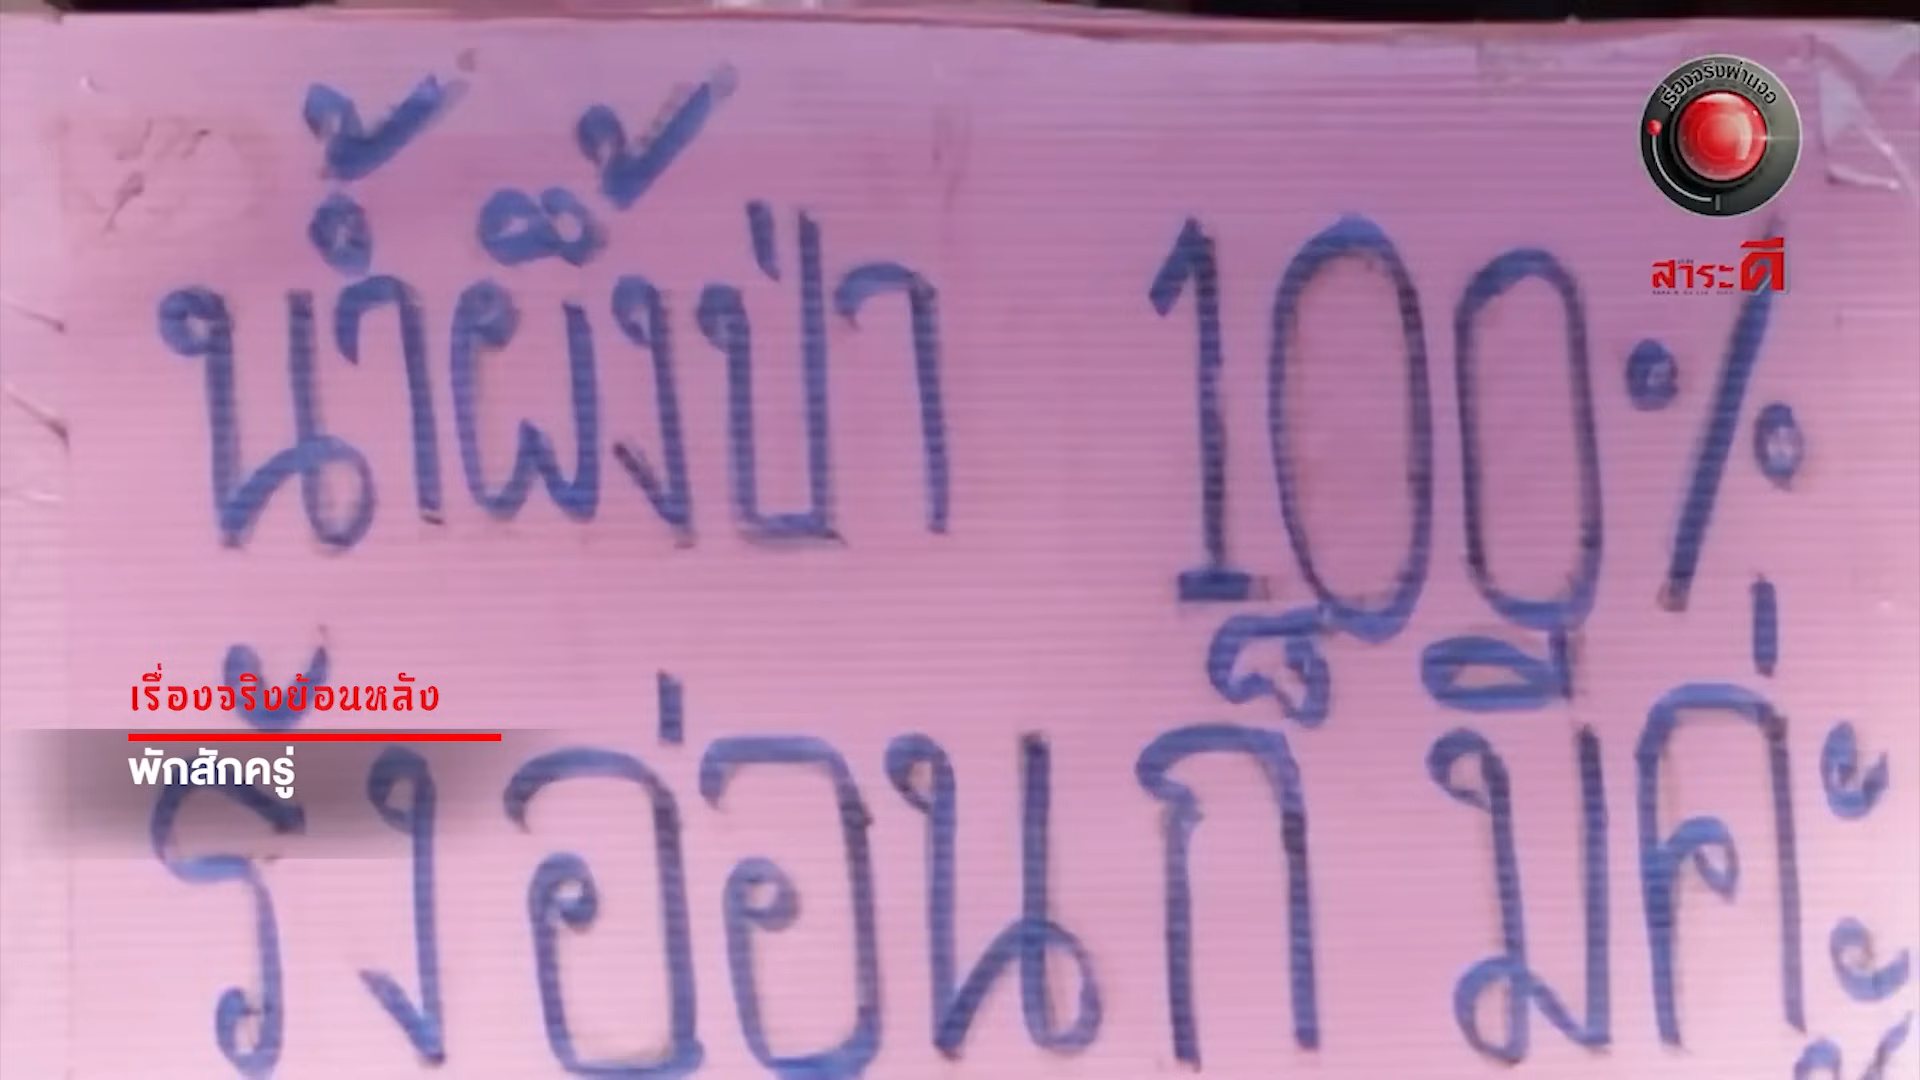 น้ำผึ้งป่า 100%
รังอ่อนก็มีค่ะ
เรื่องจริงผ่านจอ
สาระดี
เรื่องจริงย้อนหลัง
พักสักครู่